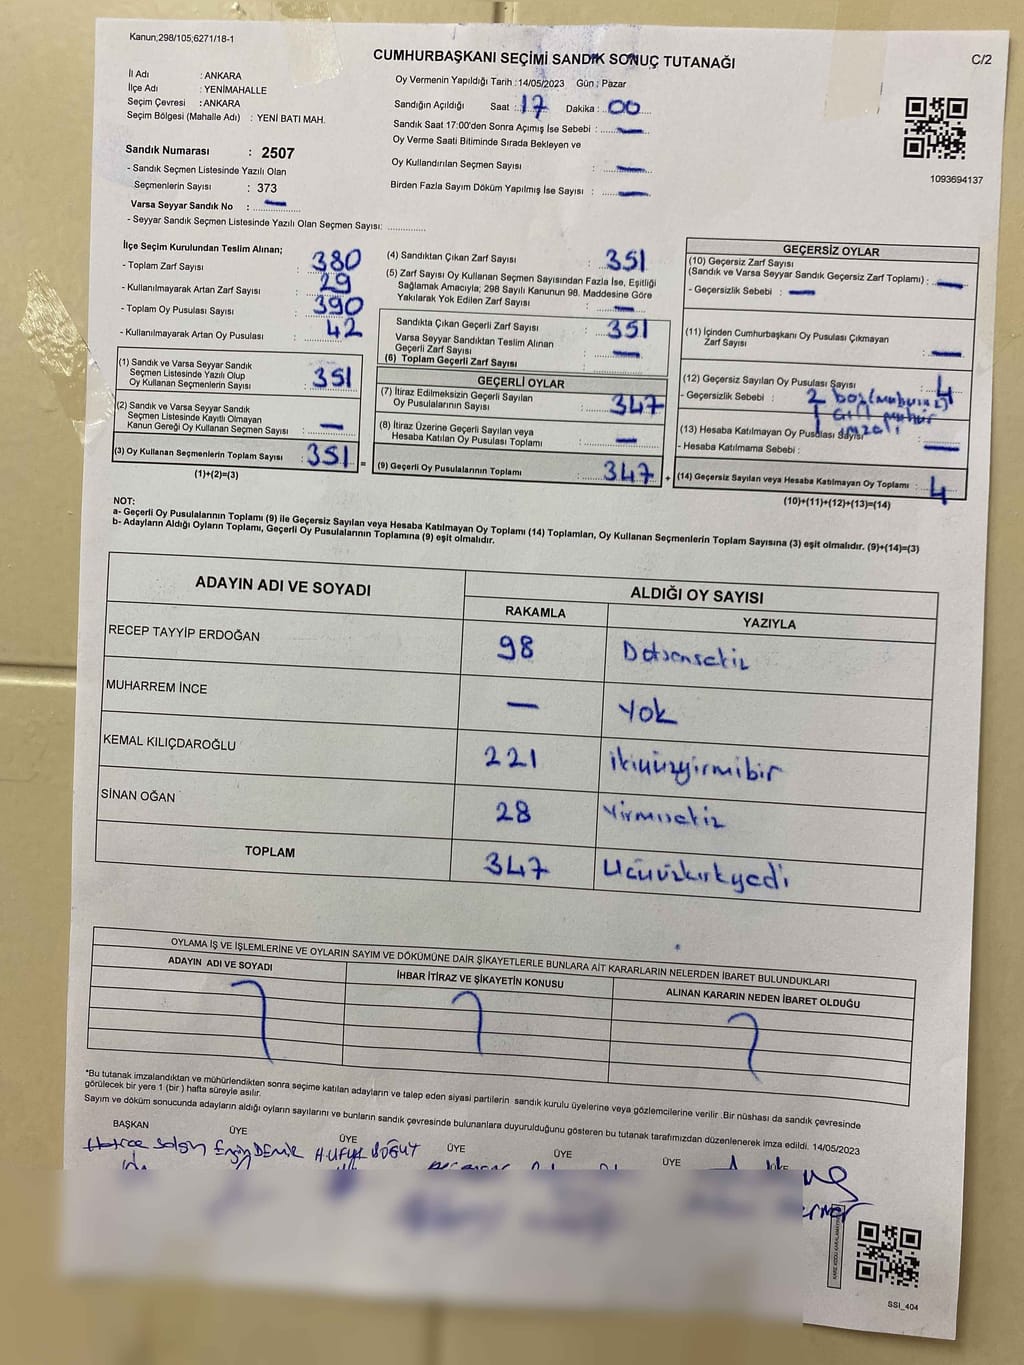 Kanun;298/105;6271/18-1
CUMHURBAŞKANI SEÇİMİ SANDIK SONUÇ TUTANAĞI
C/2
İl Adı : ANKARA
İlçe Adı : YENİMAHALLE
Seçim Çevresi : ANKARA
Seçim Bölgesi (Mahalle Adı) : YENİ BATI MAH.
Sandık Numarası : 2507
- Sandık Seçmen Listesinde Yazılı Olan
Seçmenlerin Sayısı : 373
Varsa Seyyar Sandık No : —
- Seyyar Sandık Seçmen Listesinde Yazılı Olan Seçmen Sayısı: ...............
Oy Vermenin Yapıldığı Tarih : 14/05/2023 Gün : Pazar
Sandığın Açıldığı Saat : 17 Dakika : 00
Sandık Saat 17:00'den Sonra Açımış İse Sebebi : —
Oy Verme Saati Bitiminde Sırada Bekleyen ve
Oy Kullandırılan Seçmen Sayısı : —
Birden Fazla Sayım Döküm Yapılmış İse Sayısı : —
1093694137
İlçe Seçim Kurulundan Teslim Alınan;
- Toplam Zarf Sayısı : 380
- Kullanılmayarak Artan Zarf Sayısı : 29
- Toplam Oy Pusulası Sayısı : 390
- Kullanılmayarak Artan Oy Pusulası : 42
(1) Sandık ve Varsa Seyyar Sandık
Seçmen Listesinde Yazılı Olup
Oy Kullanan Seçmenlerin Sayısı : 351
(2) Sandık ve Varsa Seyyar Sandık
Seçmen Listesinde Kayıtlı Olmayan
Kanun Gereği Oy Kullanan Seçmen Sayısı : —
(3) Oy Kullanan Seçmenlerin Toplam Sayısı : 351 =
(1)+(2)=(3)
(4) Sandıktan Çıkan Zarf Sayısı : 351
(5) Zarf Sayısı Oy Kullanan Seçmen Sayısından Fazla İse, Eşitliği
Sağlamak Amacıyla; 298 Sayılı Kanunun 98. Maddesine Göre
Yakılarak Yok Edilen Zarf Sayısı : —
Sandıkta Çıkan Geçerli Zarf Sayısı : 351
Varsa Seyyar Sandıktan Teslim Alınan
Geçerli Zarf Sayısı : —
(6) Toplam Geçerli Zarf Sayısı
GEÇERLİ OYLAR
(7) İtiraz Edilmeksizin Geçerli Sayılan
Oy Pusulalarının Sayısı : 347
(8) İtiraz Üzerine Geçerli Sayılan veya
Hesaba Katılan Oy Pusulası Toplamı : —
(9) Geçerli Oy Pusulalarının Toplamı : 347 +
GEÇERSİZ OYLAR
(10) Geçersiz Zarf Sayısı
(Sandık ve Varsa Seyyar Sandık Geçersiz Zarf Toplamı) : —
- Geçersizlik Sebebi : —
(11) İçinden Cumhurbaşkanı Oy Pusulası Çıkmayan
Zarf Sayısı : —
(12) Geçersiz Sayılan Oy Pusulası Sayısı : 4
- Geçersizlik Sebebi : 2 boş (mühürsüz)
1 çift mühür
1 imzalı
(13) Hesaba Katılmayan Oy Pusulası Sayısı :
- Hesaba Katılmama Sebebi : —
(14) Geçersiz Sayılan veya Hesaba Katılmayan Oy Toplamı : 4
(10)+(11)+(12)+(13)=(14)
NOT:
a- Geçerli Oy Pusulalarının Toplamı (9) ile Geçersiz Sayılan veya Hesaba Katılmayan Oy Toplamı (14) Toplamları, Oy Kullanan Seçmenlerin Toplam Sayısına (3) eşit olmalıdır. (9)+(14)=(3)
b- Adayların Aldığı Oyların Toplamı, Geçerli Oy Pusulalarının Toplamına (9) eşit olmalıdır.
ADAYIN ADI VE SOYADI ALDIĞI OY SAYISI
RAKAMLA YAZIYLA
RECEP TAYYİP ERDOĞAN 98 Doksansekiz
MUHARREM İNCE — Yok
KEMAL KILIÇDAROĞLU 221 ikiyüzyirmibir
SİNAN OĞAN 28 Yirmisekiz
TOPLAM 347 Üçyüzkırkyedi
OYLAMA İŞ VE İŞLEMLERİNE VE OYLARIN SAYIM VE DÖKÜMÜNE DAİR ŞİKAYETLERLE BUNLARA AİT KARARLARIN NELERDEN İBARET BULUNDUKLARI
ADAYIN ADI VE SOYADI İHBAR İTİRAZ VE ŞİKAYETİN KONUSU ALINAN KARARIN NEDEN İBARET OLDUĞU
*Bu tutanak imzalandıktan ve mühürlendikten sonra seçime katılan adayların ve talep eden siyasi partilerin sandık kurulu üyelerine veya gözlemcilerine verilir .Bir nüshası da sandık çevresinde
görülecek bir yere 1 (bir ) hafta süreyle asılır.
Sayım ve döküm sonucunda adayların aldığı oyların sayılarını ve bunların sandık çevresinde bulunanlara duyurulduğunu gösteren bu tutanak tarafımızdan düzenlenerek imza edildi. 14/05/2023
BAŞKAN ÜYE ÜYE ÜYE ÜYE ÜYE
Engin DEMİR
SSI_404